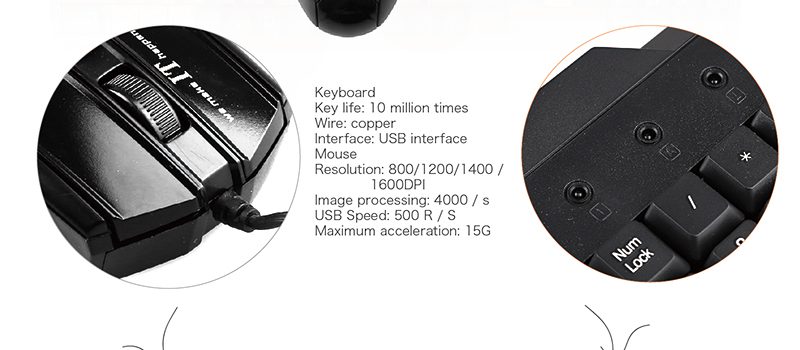 we make IT happen
Keyboard
Key life: 10 million times
Wire: copper
Interface: USB interface
Mouse
Resolution: 800/1200/1400 /
1600DPI
Image processing: 4000 / s
USB Speed: 500 R / S
Maximum acceleration: 15G
*
/
Num
Lock